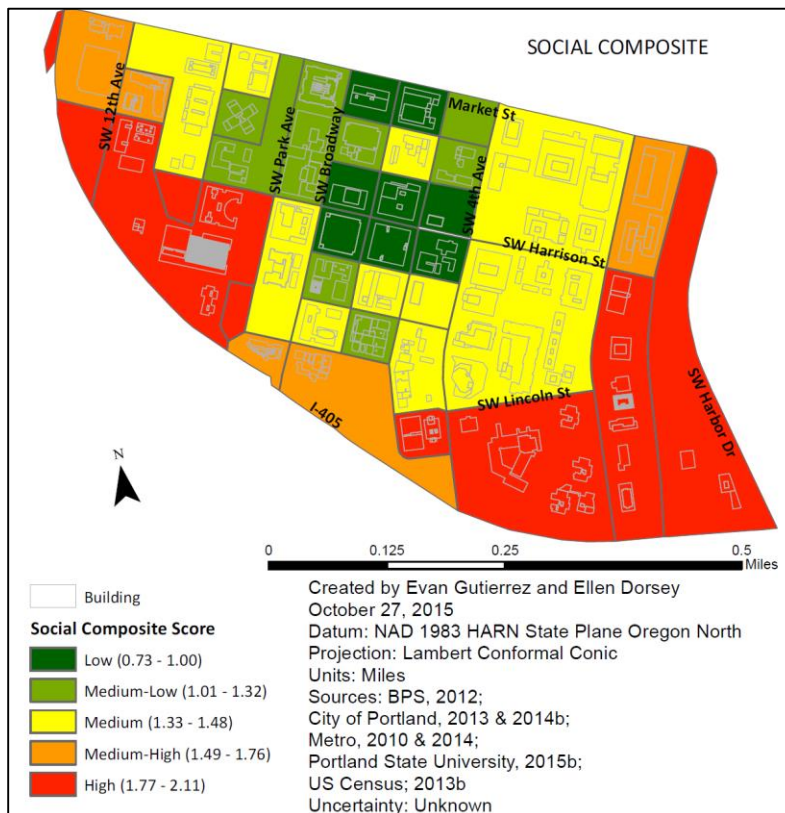 SOCIAL COMPOSITE
Market St
SW 12th Ave
SW Park Ave
SW Broadway
SW 4th Ave
SW Harrison St
SW Lincoln St
I-405
SW Harbor Dr
N
0 0.125 0.25 0.5
Miles
Building
Social Composite Score
Low (0.73 - 1.00)
Medium-Low (1.01 - 1.32)
Medium (1.33 - 1.48)
Medium-High (1.49 - 1.76)
High (1.77 - 2.11)
Created by Evan Gutierrez and Ellen Dorsey
October 27, 2015
Datum: NAD 1983 HARN State Plane Oregon North
Projection: Lambert Conformal Conic
Units: Miles
Sources: BPS, 2012;
City of Portland, 2013 & 2014b;
Metro, 2010 & 2014;
Portland State University, 2015b;
US Census; 2013b
Uncertainty: Unknown